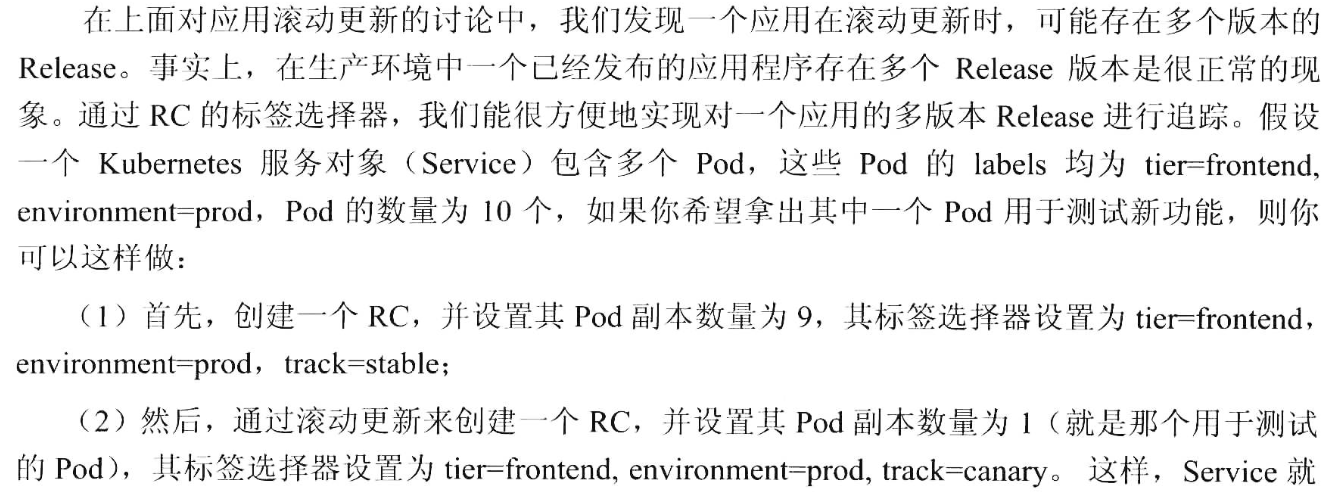 在上面对应用滚动更新的讨论中，我们发现一个应用在滚动更新时，可能存在多个版本的
Release。事实上，在生产环境中一个已经发布的应用程序存在多个 Release 版本是很正常的现
象。通过 RC 的标签选择器，我们能很方便地实现对一个应用的多版本 Release 进行追踪。假设
一个 Kubernetes 服务对象（Service）包含多个 Pod，这些 Pod 的 labels 均为 tier=frontend,
environment=prod，Pod 的数量为 10 个，如果你希望拿出其中一个 Pod 用于测试新功能，则你
可以这样做：
（1）首先，创建一个 RC，并设置其 Pod 副本数量为 9，其标签选择器设置为 tier=frontend，
environment=prod，track=stable；
（2）然后，通过滚动更新来创建一个 RC，并设置其 Pod 副本数量为 1（就是那个用于测试
的 Pod），其标签选择器设置为 tier=frontend, environment=prod, track=canary。 这样，Service 就